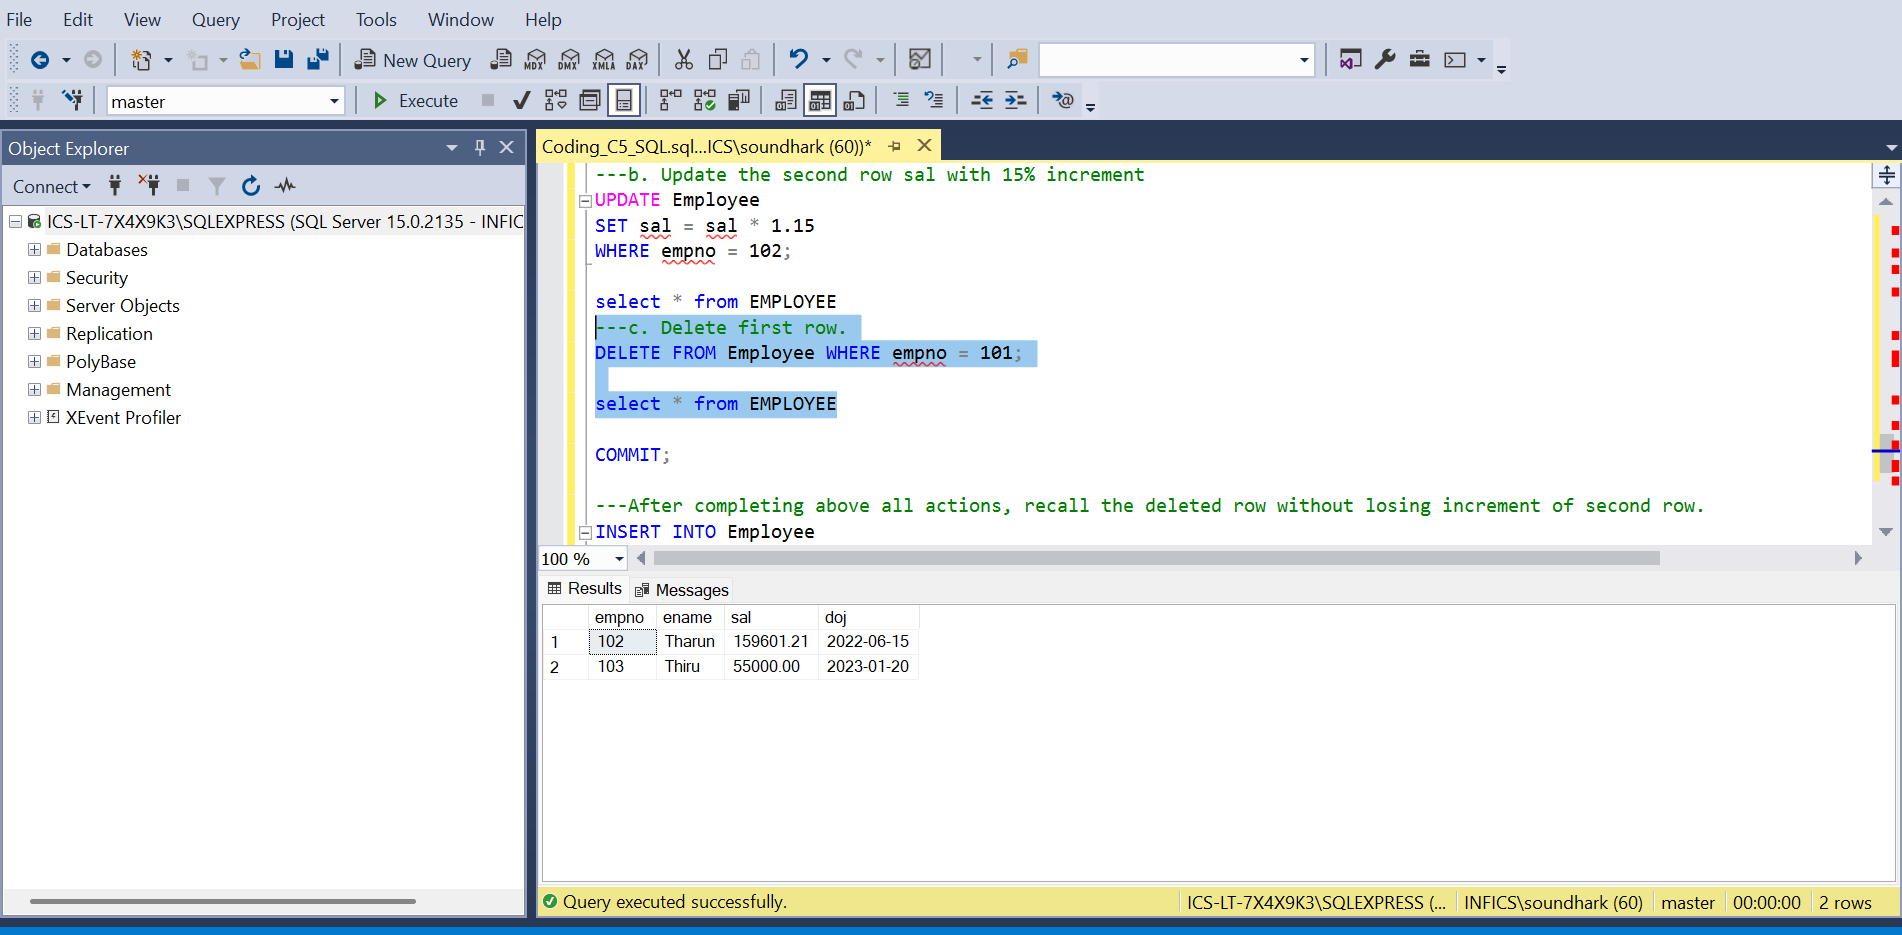 File Edit View Query Project Tools Window Help
New Query MDX DMX XMLA DAX
master Execute
Object Explorer
Connect
ICS-LT-7X4X9K3\SQLEXPRESS (SQL Server 15.0.2135 - INFIC
Databases
Security
Server Objects
Replication
PolyBase
Management
XEvent Profiler
Coding_C5_SQL.sql...ICS\soundhark (60))*
---b. Update the second row sal with 15% increment
UPDATE Employee
SET sal = sal * 1.15
WHERE empno = 102;
select * from EMPLOYEE
---c. Delete first row.
DELETE FROM Employee WHERE empno = 101;
select * from EMPLOYEE
COMMIT;
---After completing above all actions, recall the deleted row without losing increment of second row.
INSERT INTO Employee
100 %
Results Messages
empno ename sal doj
1 102 Tharun 159601.21 2022-06-15
2 103 Thiru 55000.00 2023-01-20
Query executed successfully. ICS-LT-7X4X9K3\SQLEXPRESS (... INFICS\soundhark (60) master 00:00:00 2 rows